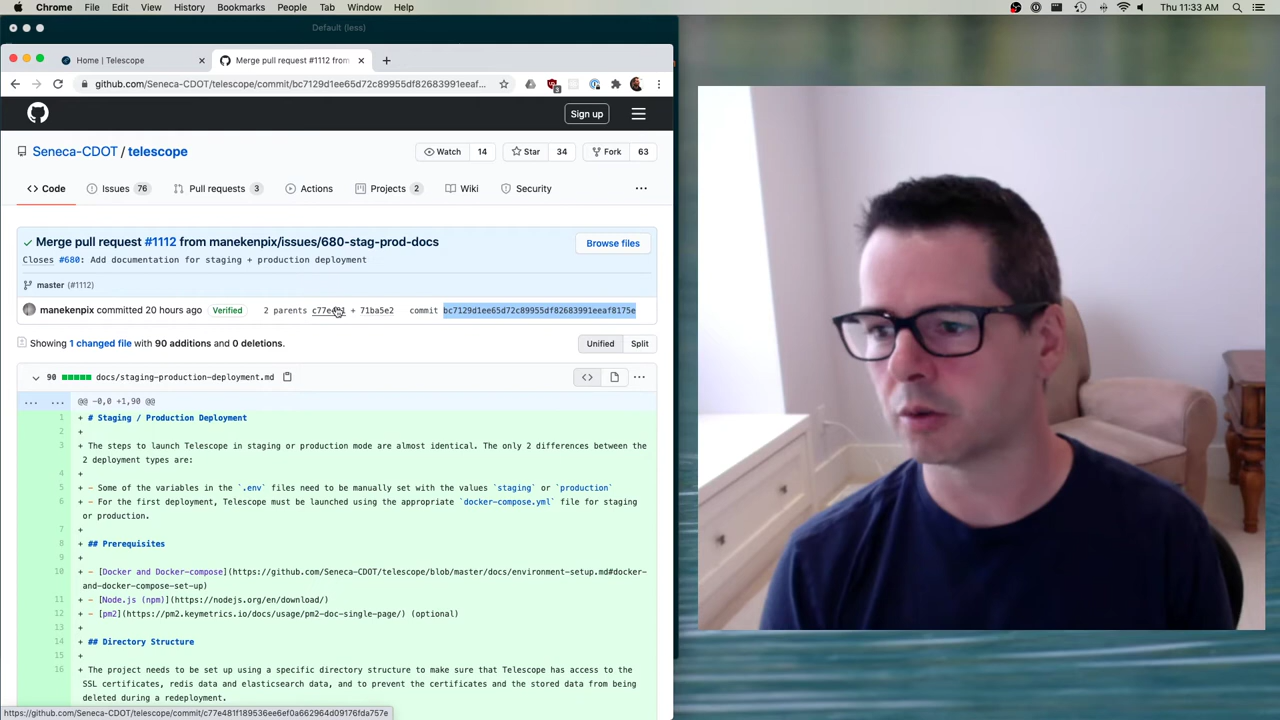 Chrome File Edit View History Bookmarks People Tab Window Help Thu 11:33 AM
Default (less)
Home | Telescope
Merge pull request #1112 from
github.com/Seneca-CDOT/telescope/commit/bc7129d1ee65d72c89955df82683991eeaf...
Sign up
Seneca-CDOT / telescope
Watch 14 Star 34 Fork 63
Code Issues 76 Pull requests 3 Actions Projects 2 Wiki Security
Merge pull request #1112 from manekenpix/issues/680-stag-prod-docs
Browse files
Closes #680: Add documentation for staging + production deployment
master (#1112)
manekenpix committed 20 hours ago Verified 2 parents + 71ba5e2 commit bc7129d1ee65d72c89955df82683991eeaf8175e
Showing 1 changed file with 90 additions and 0 deletions.
Unified Split
90 docs/staging-production-deployment.md
... ... @@ -0,0 +1,90 @@
1 + # Staging / Production Deployment
2 +
3 + The steps to launch Telescope in staging or production mode are almost identical. The only 2 differences between the
2 deployment types are:
4 +
5 + - Some of the variables in the `.env` files need to be manually set with the values `staging` or `production`
6 + - For the first deployment, Telescope must be launched using the appropriate `docker-compose.yml` file for staging
or production.
7 +
8 + ## Prerequisites
9 +
10 + - [Docker and Docker-compose](https://github.com/Seneca-CDOT/telescope/blob/master/docs/environment-setup.md#docker-
and-docker-compose-set-up)
11 + - [Node.js (npm)](https://nodejs.org/en/download/)
12 + - [pm2](https://pm2.keymetrics.io/docs/usage/pm2-doc-single-page/) (optional)
13 +
14 + ## Directory Structure
15 +
16 + The project needs to be set up using a specific directory structure to make sure that Telescope has access to the
SSL certificates, redis data and elasticsearch data, and to prevent the certificates and the stored data from being
deleted during a redeployment.
https://github.com/Seneca-CDOT/telescope/commit/c77e481f189536ee6ef0a662964d09176fda757e